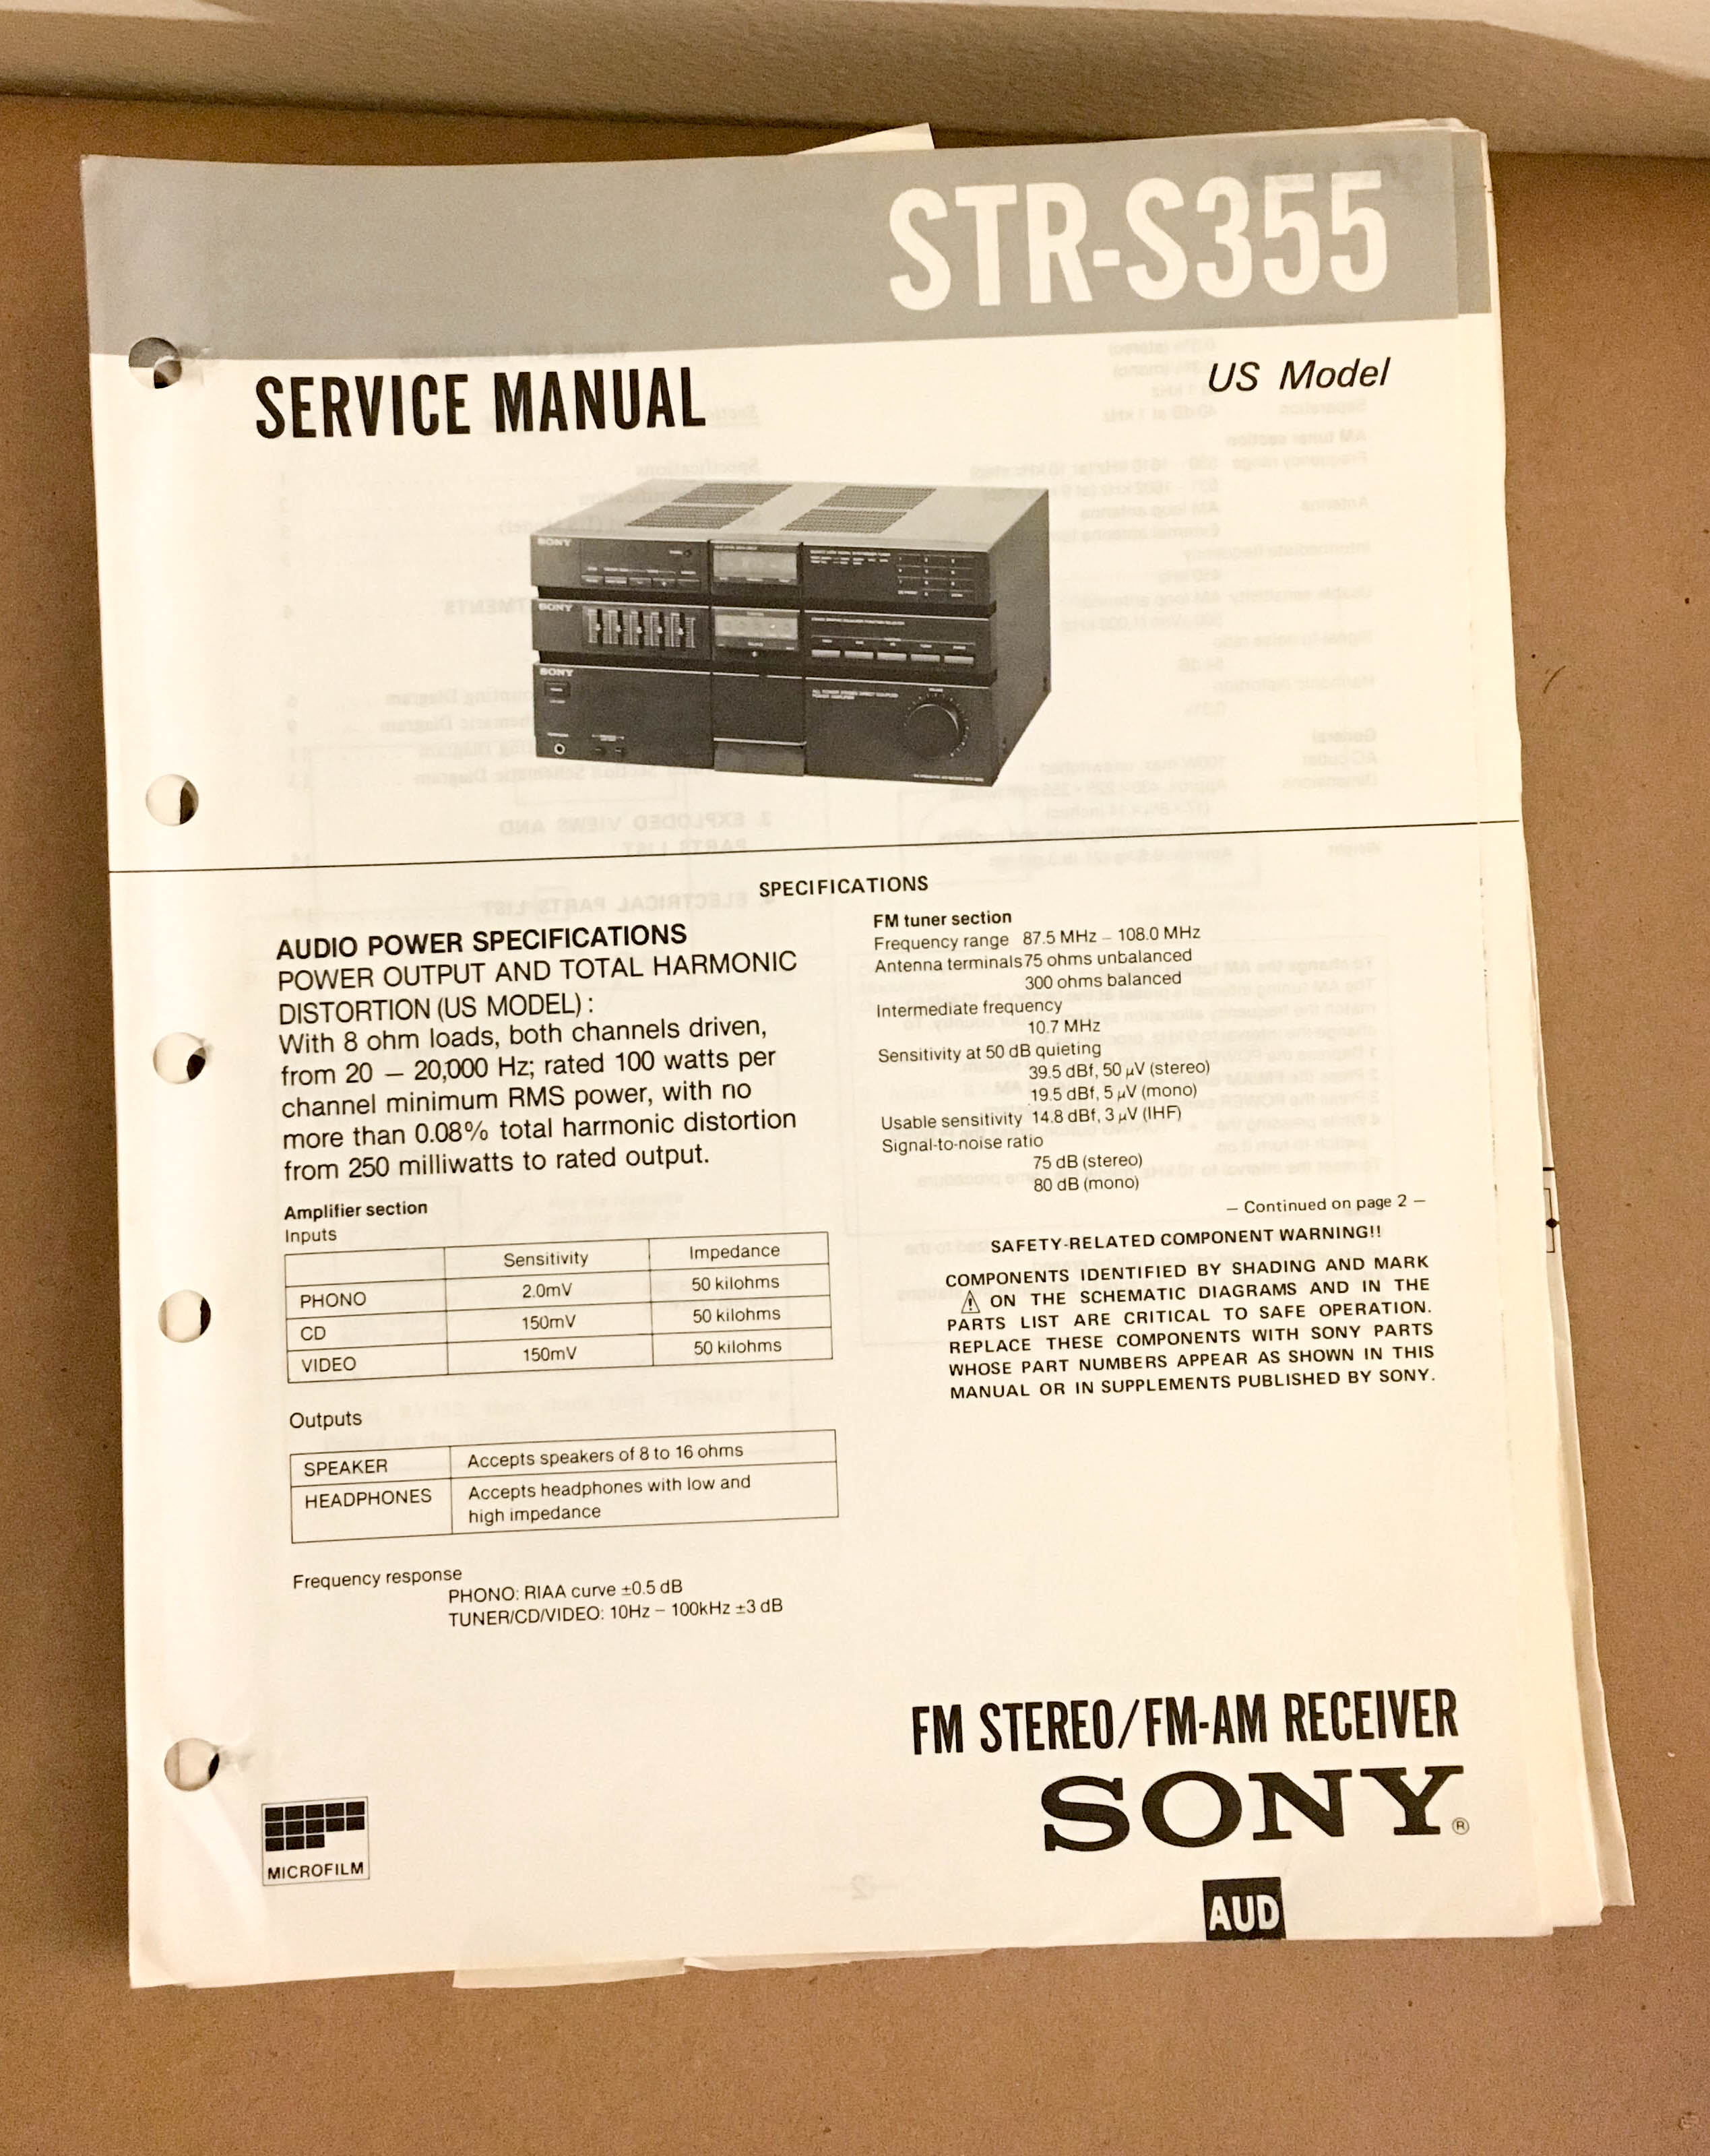 STR-S355
SERVICE MANUAL
US Model
SONY
SONY
SONY
SPECIFICATIONS
AUDIO POWER SPECIFICATIONS
POWER OUTPUT AND TOTAL HARMONIC
DISTORTION (US MODEL) :
With 8 ohm loads, both channels driven,
from 20 – 20,000 Hz; rated 100 watts per
channel minimum RMS power, with no
more than 0.08% total harmonic distortion
from 250 milliwatts to rated output.
Amplifier section
Inputs
Sensitivity Impedance
PHONO 2.0mV 50 kilohms
CD 150mV 50 kilohms
VIDEO 150mV 50 kilohms
Outputs
SPEAKER Accepts speakers of 8 to 16 ohms
HEADPHONES Accepts headphones with low and
high impedance
Frequency response
PHONO: RIAA curve ±0.5 dB
TUNER/CD/VIDEO: 10Hz – 100kHz ±3 dB
FM tuner section
Frequency range 87.5 MHz – 108.0 MHz
Antenna terminals 75 ohms unbalanced
300 ohms balanced
Intermediate frequency
10.7 MHz
Sensitivity at 50 dB quieting
39.5 dBf, 50 µV (stereo)
19.5 dBf, 5 µV (mono)
Usable sensitivity 14.8 dBf, 3 µV (IHF)
Signal-to-noise ratio
75 dB (stereo)
80 dB (mono)
— Continued on page 2 —
SAFETY-RELATED COMPONENT WARNING!!
COMPONENTS IDENTIFIED BY SHADING AND MARK
⚠ ON THE SCHEMATIC DIAGRAMS AND IN THE
PARTS LIST ARE CRITICAL TO SAFE OPERATION.
REPLACE THESE COMPONENTS WITH SONY PARTS
WHOSE PART NUMBERS APPEAR AS SHOWN IN THIS
MANUAL OR IN SUPPLEMENTS PUBLISHED BY SONY.
FM STEREO/FM-AM RECEIVER
SONY®
MICROFILM
AUD